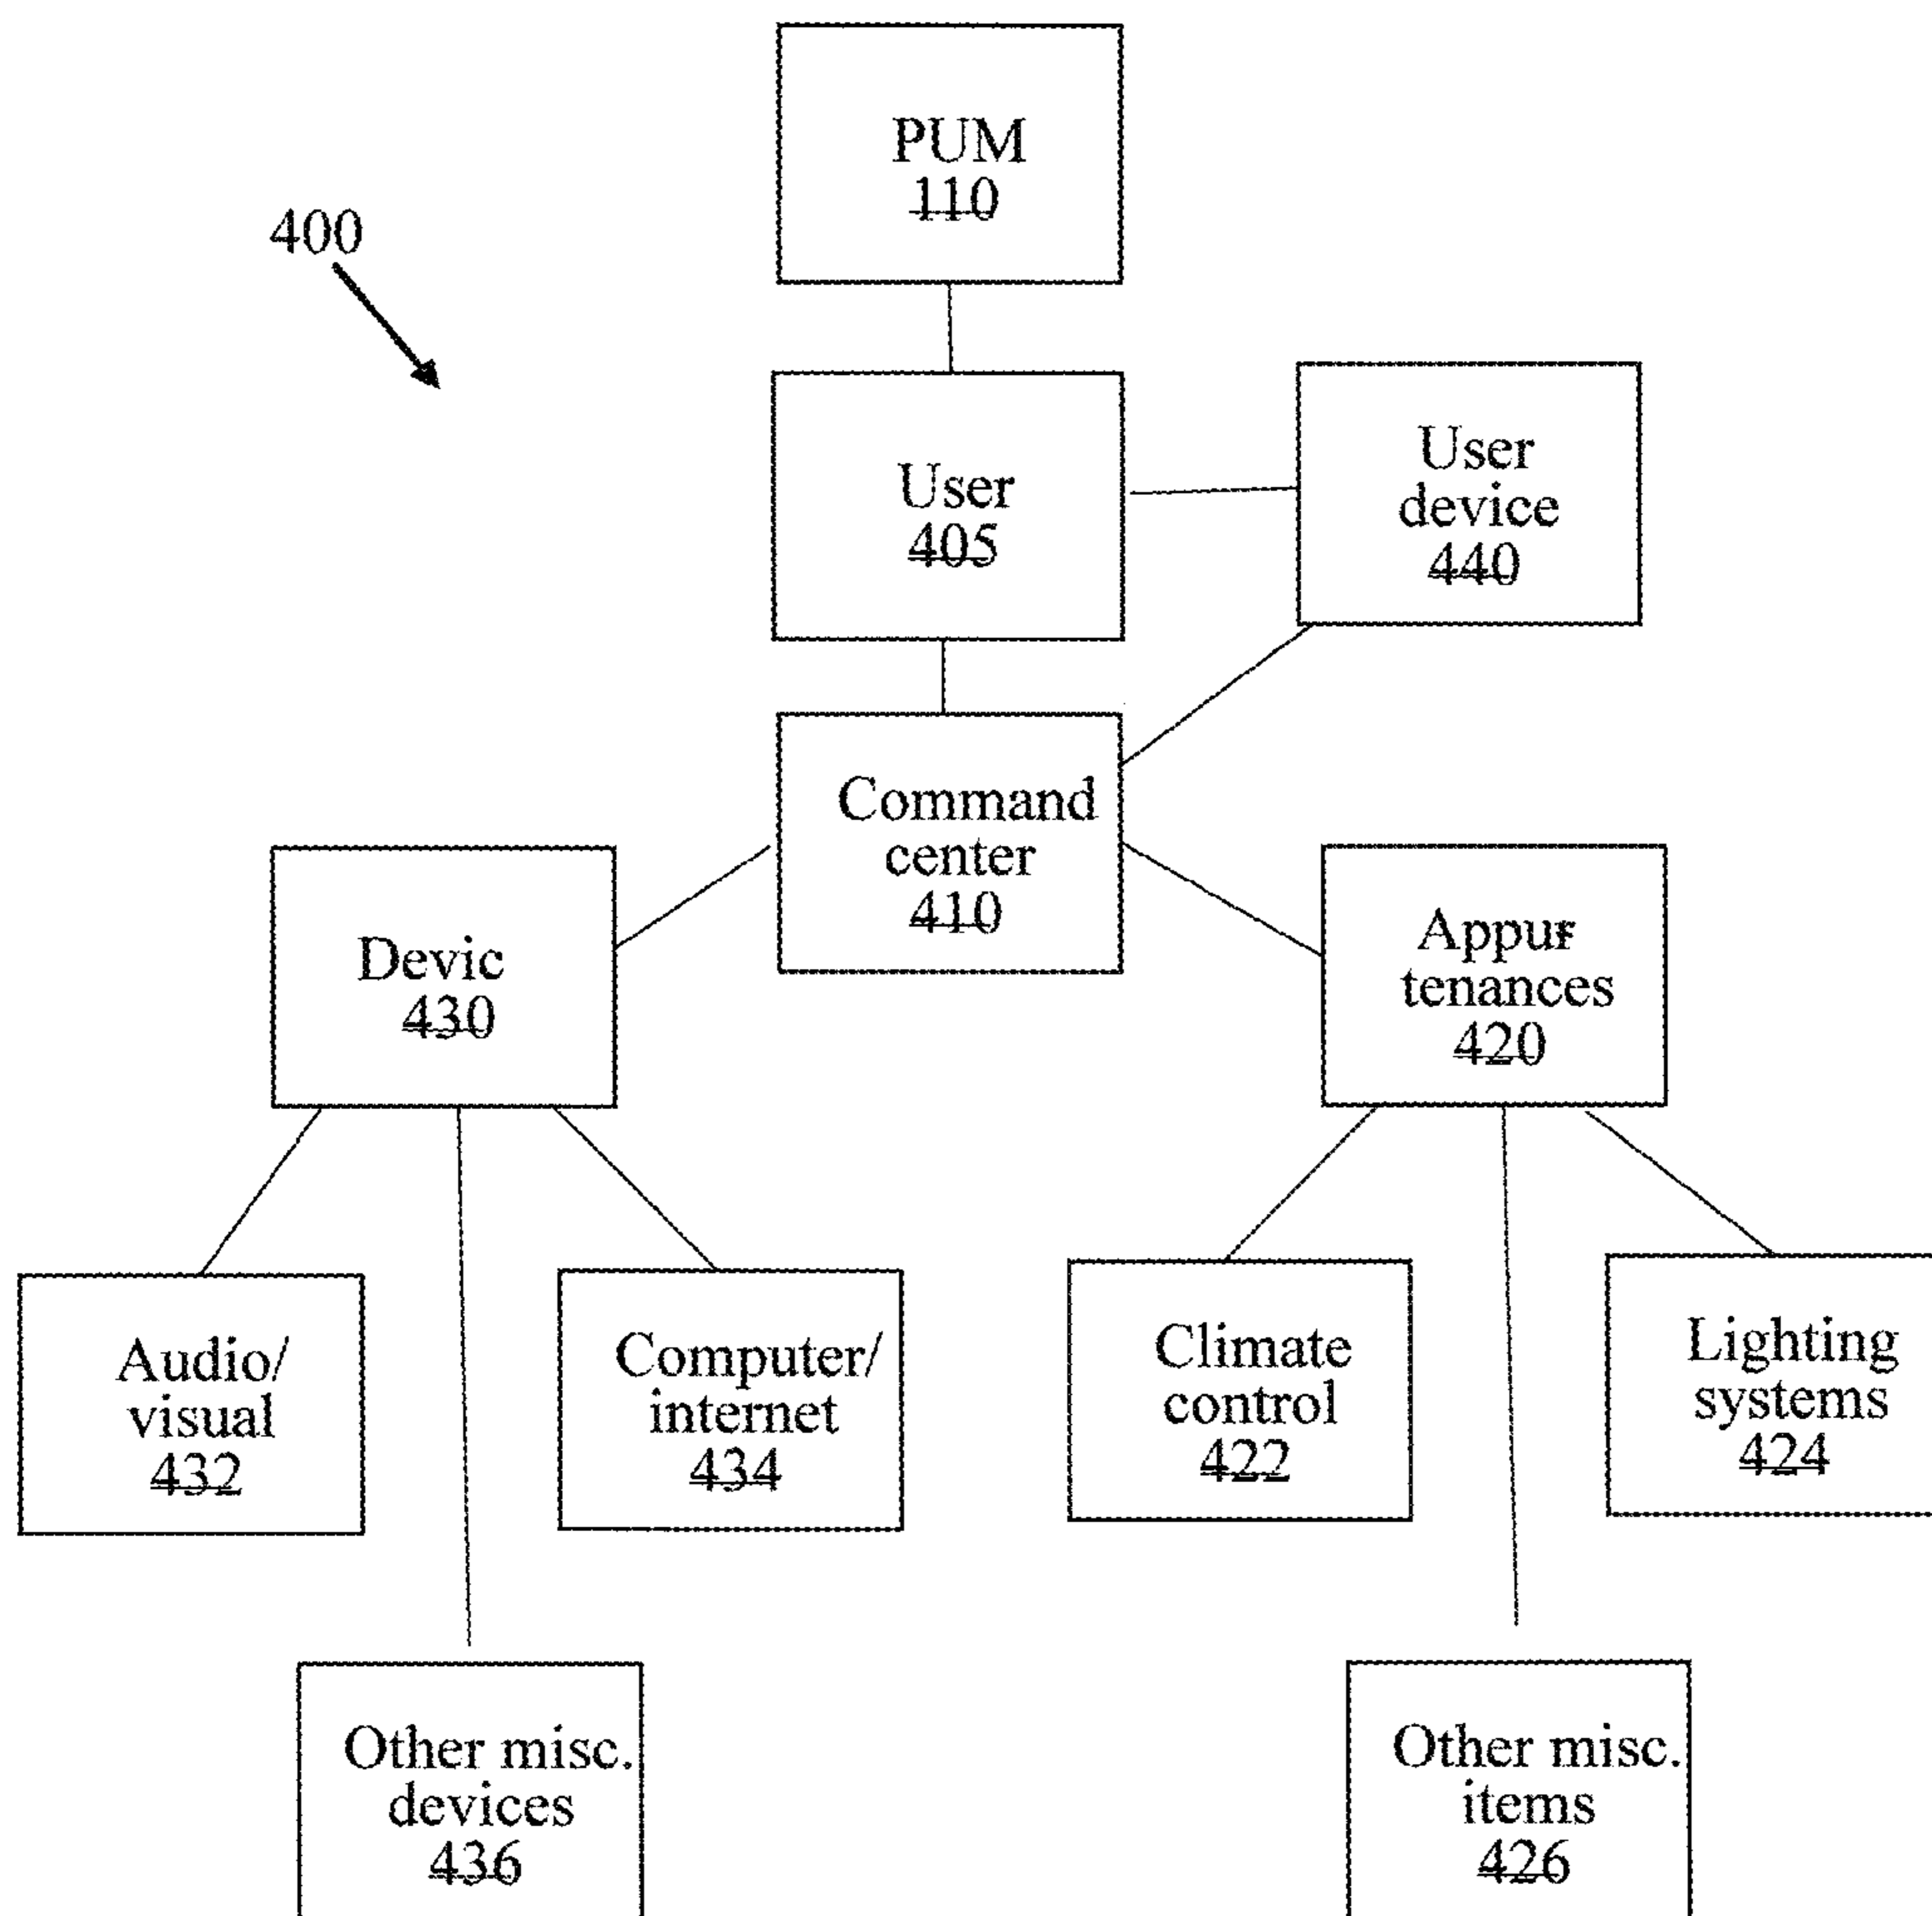 PUM
110
400
User
405
User
device
440
Command
center
410
Devic
430
Appur
tenances
420
Audio/
visual
432
Computer/
internet
434
Climate
control
422
Lighting
systems
424
Other misc.
devices
436
Other misc.
items
426